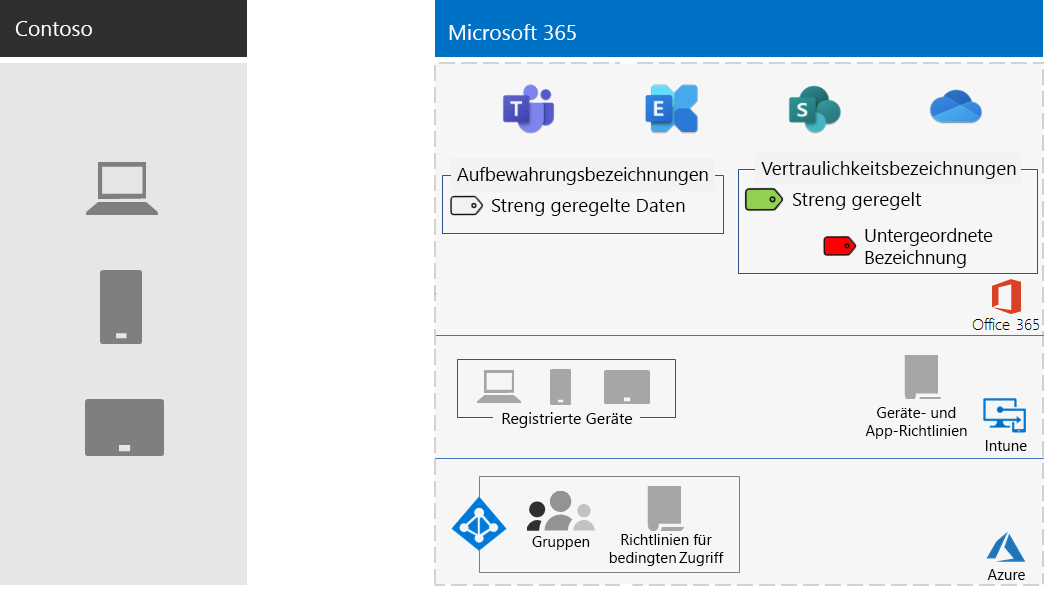 Contoso
Microsoft 365
T
E
S
Aufbewahrungsbezeichnungen
Streng geregelte Daten
Vertraulichkeitsbezeichnungen
Streng geregelt
Untergeordnete
Bezeichnung
Office 365
Registrierte Geräte
Geräte- und
App-Richtlinien
Intune
Gruppen
Richtlinien für
bedingten Zugriff
Azure